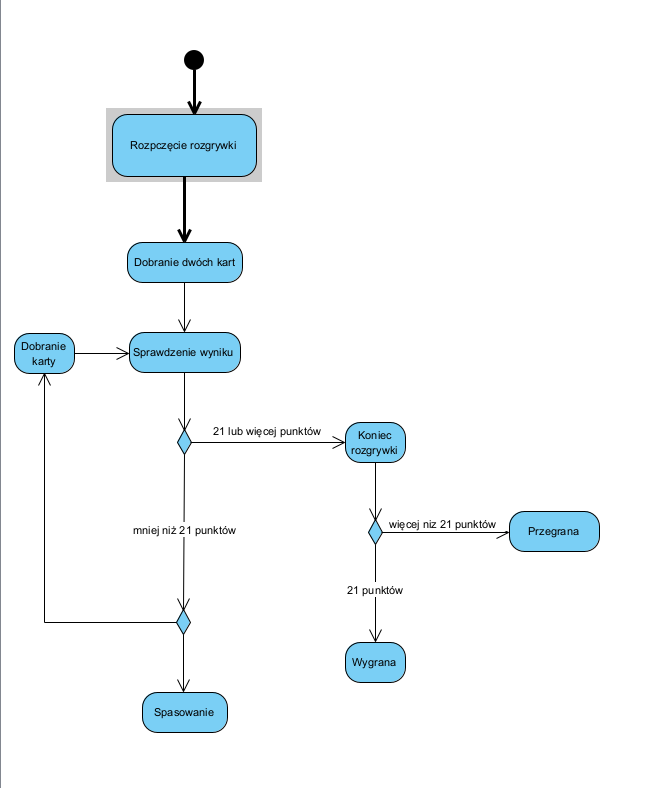 Rozpczęcie rozgrywki
Dobranie dwóch kart
Dobranie
karty
Sprawdzenie wyniku
21 lub więcej punktów
Koniec
rozgrywki
mniej niż 21 punktów
więcej niz 21 punktów
Przegrana
21 punktów
Wygrana
Spasowanie